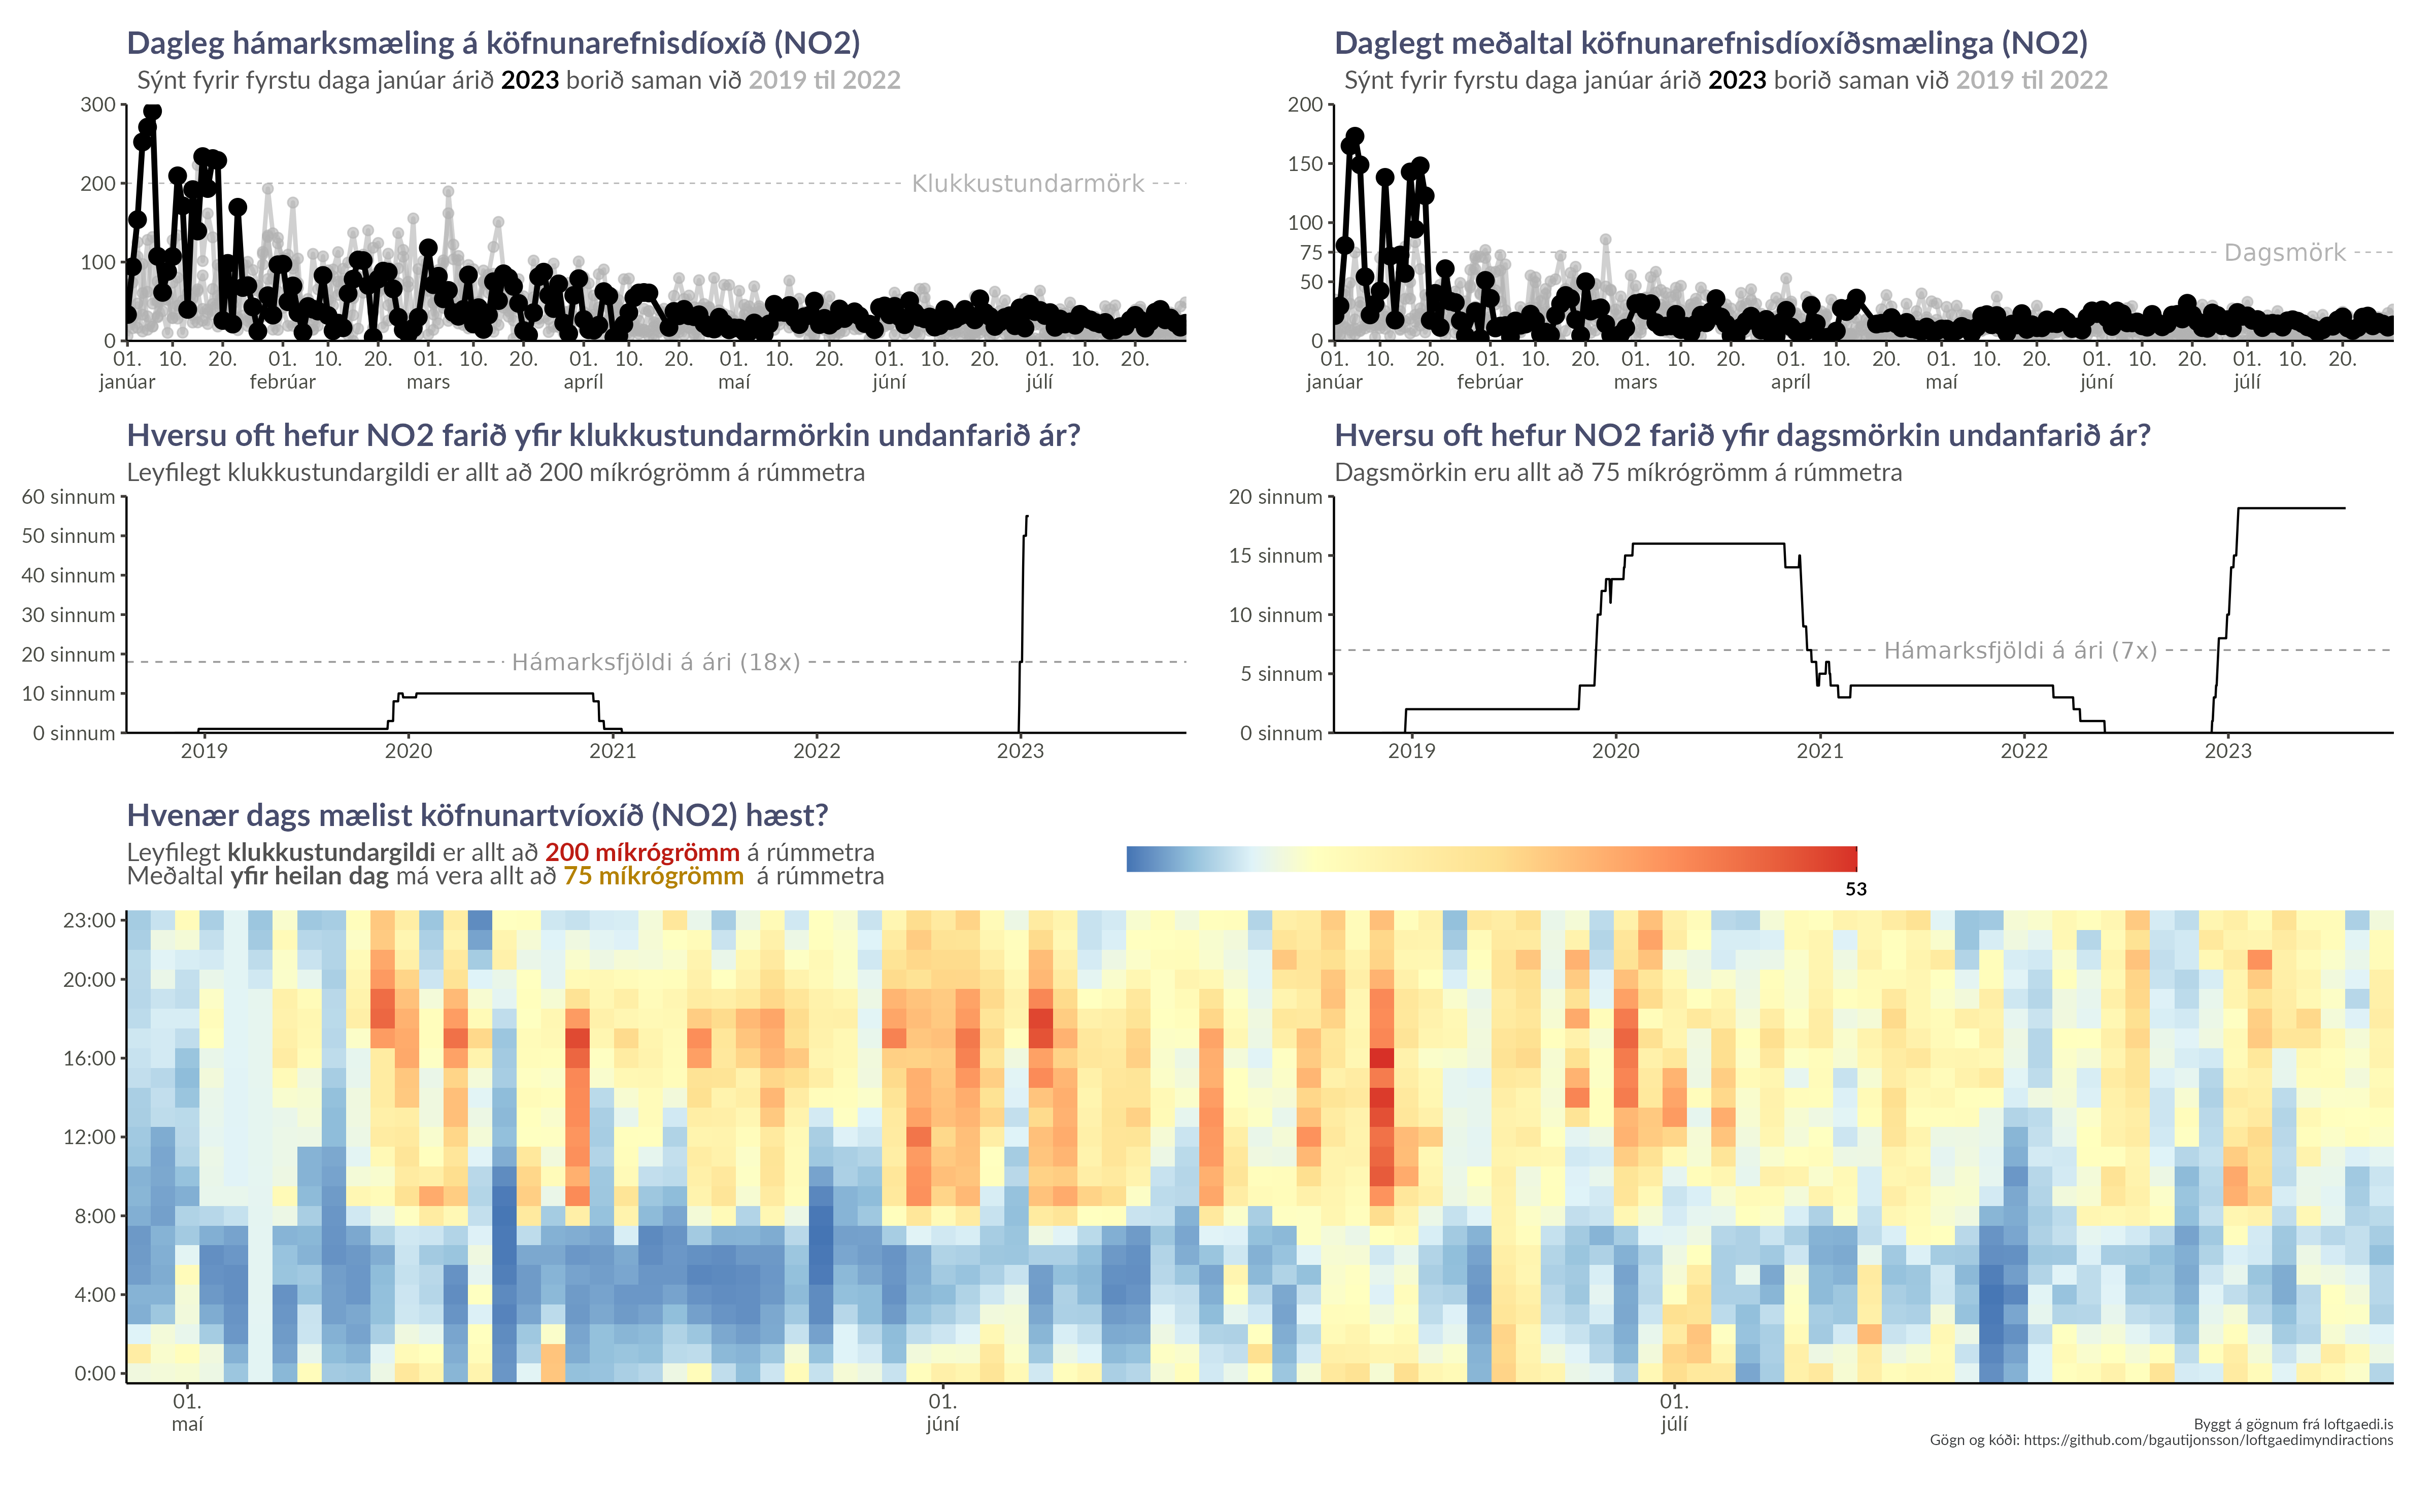 Dagleg hámarksmæling á köfnunarefnisdíoxíð (NO2)
Sýnt fyrir fyrstu daga janúar árið 2023 borið saman við 2019 til 2022
300
200
100
0
Klukkustundarmörk
01. 10. 20. 01. 10. 20. 01. 10. 20. 01. 10. 20. 01. 10. 20. 01. 10. 20. 01. 10. 20.
janúar febrúar mars apríl maí júní júlí
Daglegt meðaltal köfnunarefnisdíoxíðsmælinga (NO2)
Sýnt fyrir fyrstu daga janúar árið 2023 borið saman við 2019 til 2022
200
150
100
75
50
0
Dagsmörk
01. 10. 20. 01. 10. 20. 01. 10. 20. 01. 10. 20. 01. 10. 20. 01. 10. 20. 01. 10. 20.
janúar febrúar mars apríl maí júní júlí
Hversu oft hefur NO2 farið yfir klukkustundarmörkin undanfarið ár?
Leyfilegt klukkustundargildi er allt að 200 míkrógrömm á rúmmetra
60 sinnum
50 sinnum
40 sinnum
30 sinnum
20 sinnum
10 sinnum
0 sinnum
Hámarksfjöldi á ári (18x)
2019 2020 2021 2022 2023
Hversu oft hefur NO2 farið yfir dagsmörkin undanfarið ár?
Dagsmörkin eru allt að 75 míkrógrömm á rúmmetra
20 sinnum
15 sinnum
10 sinnum
5 sinnum
0 sinnum
Hámarksfjöldi á ári (7x)
2019 2020 2021 2022 2023
Hvenær dags mælist köfnunartvíoxíð (NO2) hæst?
Leyfilegt klukkustundargildi er allt að 200 míkrógrömm á rúmmetra
Meðaltal yfir heilan dag má vera allt að 75 míkrógrömm á rúmmetra
53
23:00
20:00
16:00
12:00
8:00
4:00
0:00
01. 01. 01.
maí júní júlí
Byggt á gögnum frá loftgaedi.is
Gögn og kóði: https://github.com/bgautijonsson/loftgaedimyndiractions